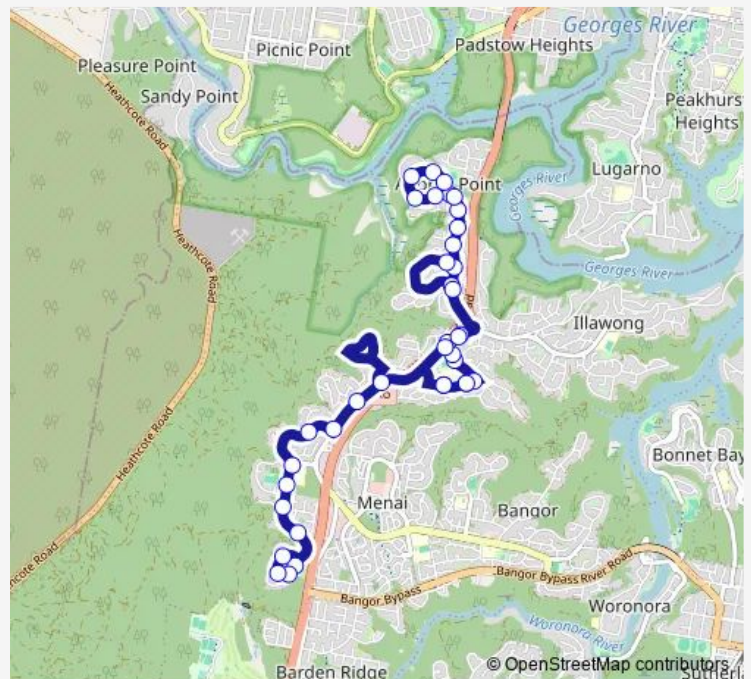 Georges River
Picnic Point
Padstow Heights
Pleasure Point
Sandy Point
Heathcote Road
Peakhurs
Heights
Lugarno
Point
Georges River
Heathcote Road
Georges River
Illawong
Heathcote Road
Bonnet Bay
Menai
Bangor
ncote Road
Bangor Bypass River Road
Bangor Bypass
Woronora
Woronora River
Barden Ridge
© OpenStreetMap contributors